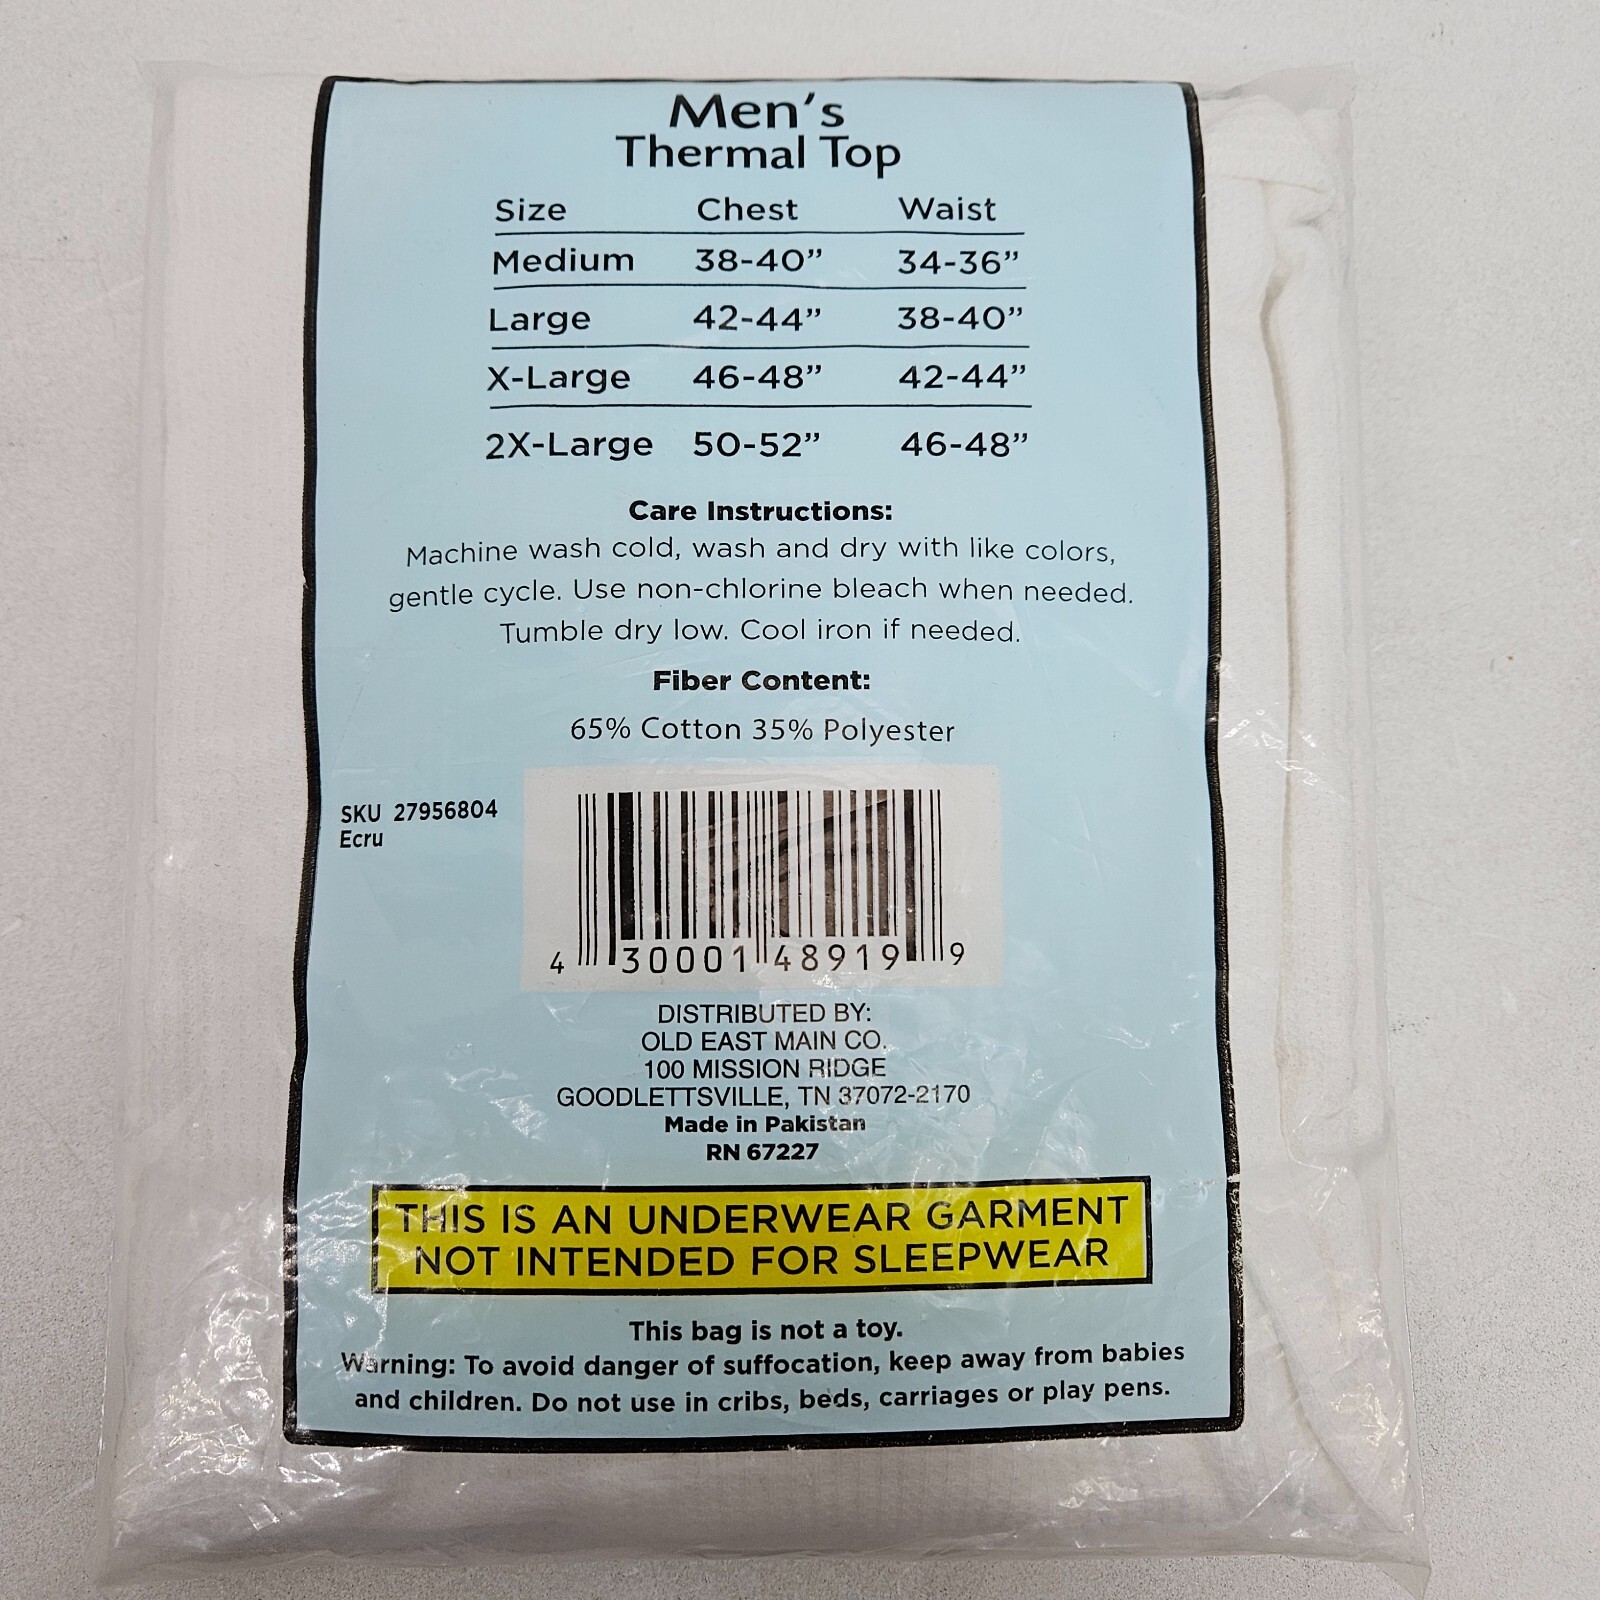 Men's
Thermal Top
Size Chest Waist
Medium 38-40” 34-36”
Large 42-44” 38-40”
X-Large 46-48” 42-44”
2X-Large 50-52” 46-48”
Care Instructions:
Machine wash cold, wash and dry with like colors,
gentle cycle. Use non-chlorine bleach when needed.
Tumble dry low. Cool iron if needed.
Fiber Content:
65% Cotton 35% Polyester
SKU 27956804
Ecru
4 30001 48919 9
DISTRIBUTED BY:
OLD EAST MAIN CO.
100 MISSION RIDGE
GOODLETTSVILLE, TN 37072-2170
Made in Pakistan
RN 67227
THIS IS AN UNDERWEAR GARMENT
NOT INTENDED FOR SLEEPWEAR
This bag is not a toy.
Warning: To avoid danger of suffocation, keep away from babies
and children. Do not use in cribs, beds, carriages or play pens.